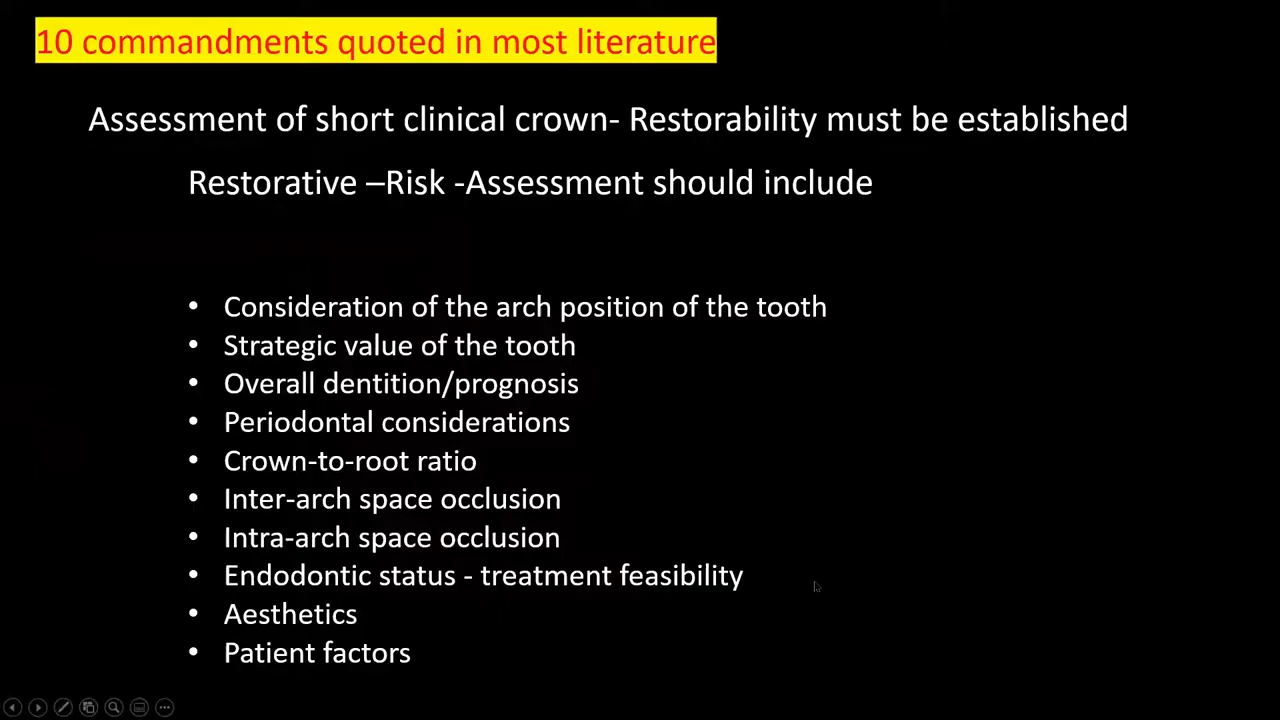 10 commandments quoted in most literature
Assessment of short clinical crown- Restorability must be established
Restorative –Risk -Assessment should include
• Consideration of the arch position of the tooth
• Strategic value of the tooth
• Overall dentition/prognosis
• Periodontal considerations
• Crown-to-root ratio
• Inter-arch space occlusion
• Intra-arch space occlusion
• Endodontic status - treatment feasibility
• Aesthetics
• Patient factors